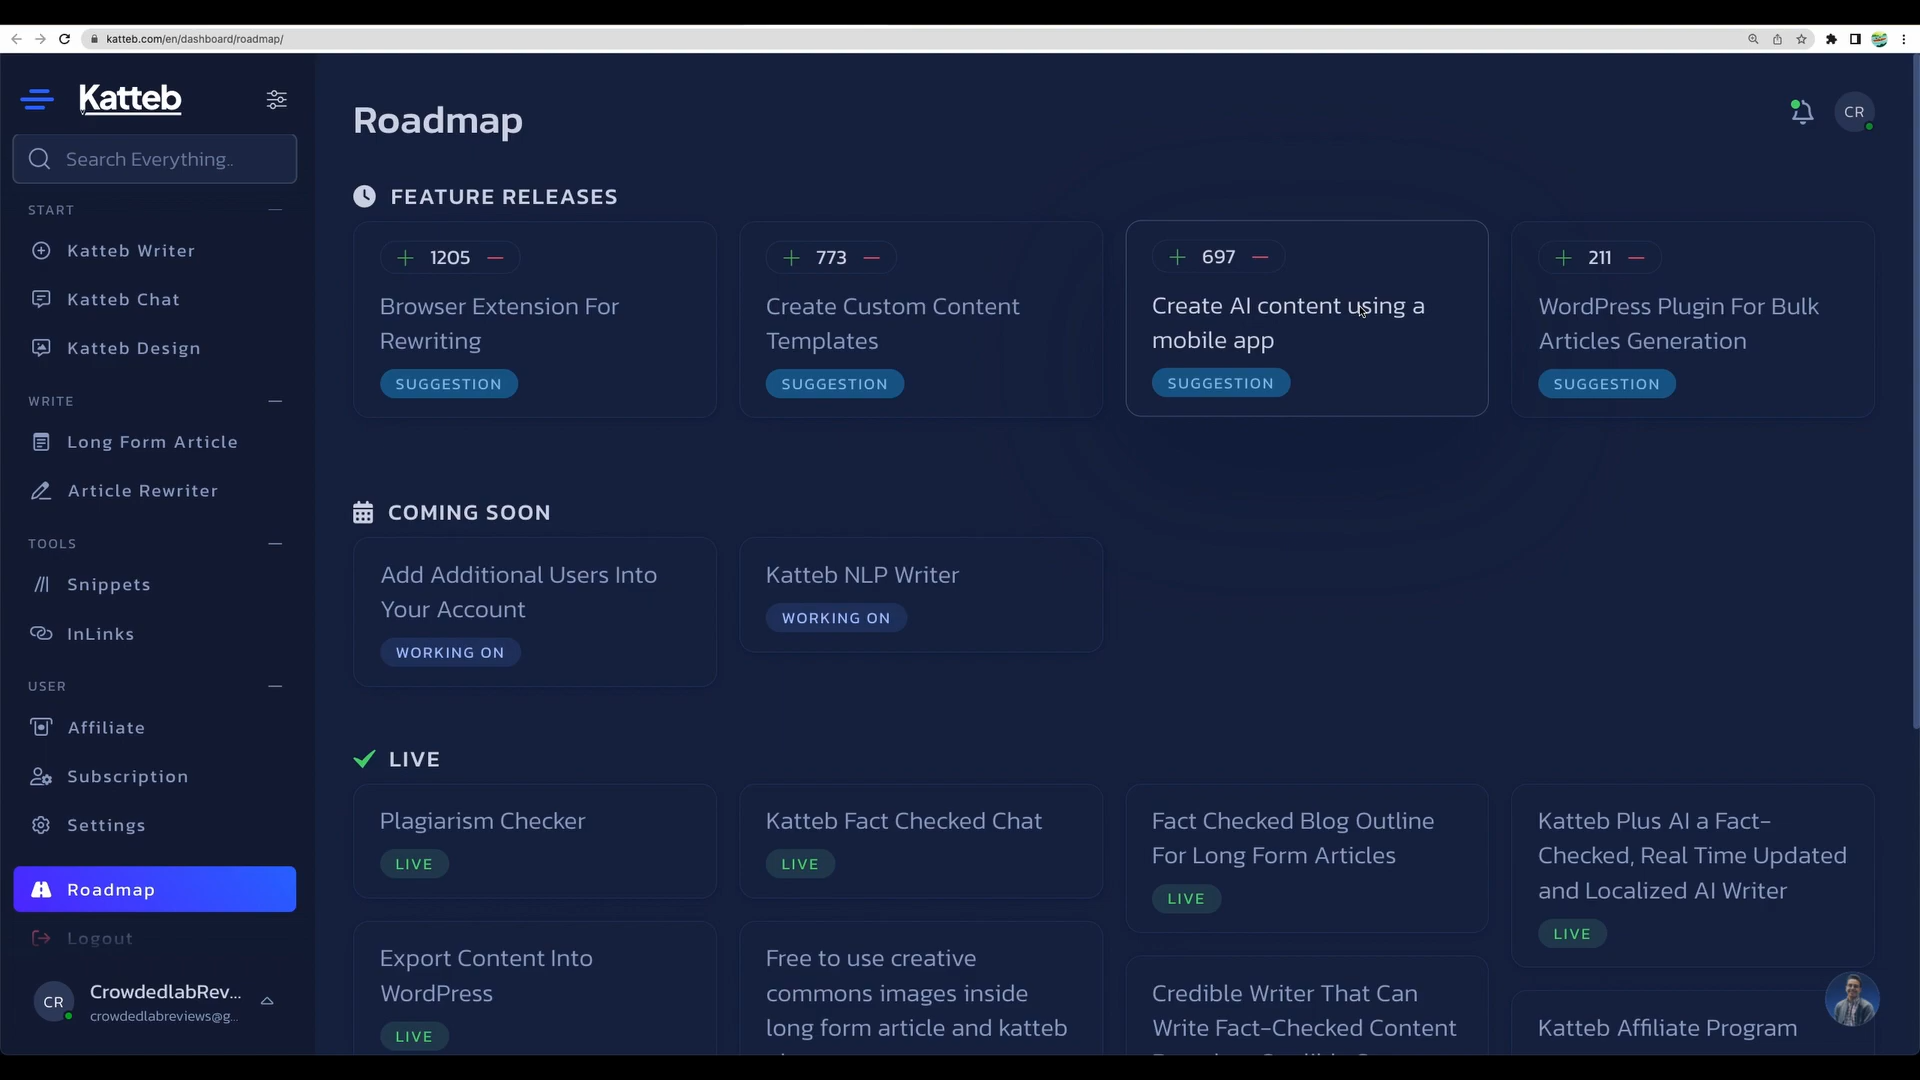 katteb.com/en/dashboard/roadmap/
Katteb
Search Everything..
START
Katteb Writer
Katteb Chat
Katteb Design
WRITE
Long Form Article
Article Rewriter
TOOLS
Snippets
InLinks
USER
Affiliate
Subscription
Settings
Roadmap
Logout
CR
CrowdedlabRev...
crowdedlabreviews@g...
Roadmap
CR
FEATURE RELEASES
1205
Browser Extension For
Rewriting
SUGGESTION
773
Create Custom Content
Templates
SUGGESTION
697
Create AI content using a
mobile app
SUGGESTION
211
WordPress Plugin For Bulk
Articles Generation
SUGGESTION
COMING SOON
Add Additional Users Into
Your Account
WORKING ON
Katteb NLP Writer
WORKING ON
LIVE
Plagiarism Checker
LIVE
Katteb Fact Checked Chat
LIVE
Fact Checked Blog Outline
For Long Form Articles
LIVE
Katteb Plus AI a Fact-
Checked, Real Time Updated
and Localized AI Writer
LIVE
Export Content Into
WordPress
LIVE
Free to use creative
commons images inside
long form article and katteb
Credible Writer That Can
Write Fact-Checked Content
Katteb Affiliate Program